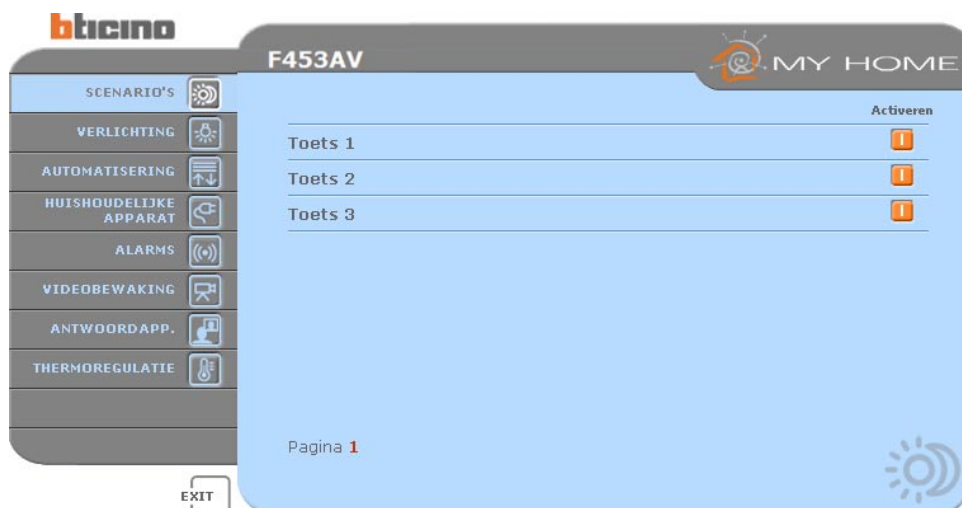 bticino
F453AV
MY HOME
SCENARIO'S
VERLICHTING
AUTOMATISERING
HUISHOUDELIJKE
APPARAT
ALARMS
VIDEOBEWAKING
ANTWOORDAPP.
THERMOREGULATIE
EXIT
Activeren
Toets 1
Toets 2
Toets 3
Pagina 1